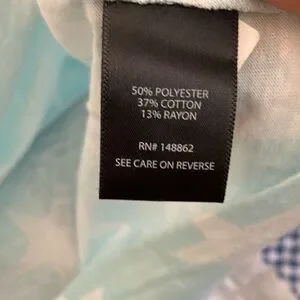 50% POLYESTER
37% COTTON
13% RAYON
RN# 148862
SEE CARE ON REVERSE